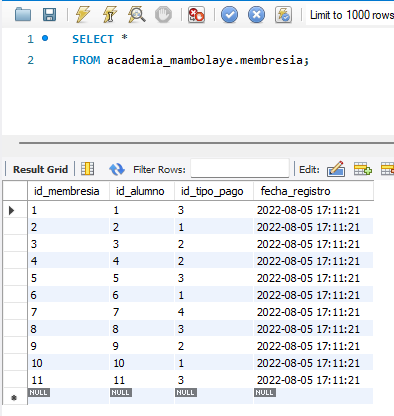 Limit to 1000 rows
1 SELECT *
2 FROM academia_mambolaye.membresia;
Result Grid Filter Rows: Edit:
id_membresia id_alumno id_tipo_pago fecha_registro
1 1 3 2022-08-05 17:11:21
2 2 1 2022-08-05 17:11:21
3 3 2 2022-08-05 17:11:21
4 4 2 2022-08-05 17:11:21
5 5 3 2022-08-05 17:11:21
6 6 1 2022-08-05 17:11:21
7 7 4 2022-08-05 17:11:21
8 8 3 2022-08-05 17:11:21
9 9 2 2022-08-05 17:11:21
10 10 1 2022-08-05 17:11:21
11 11 3 2022-08-05 17:11:21
NULL NULL NULL NULL